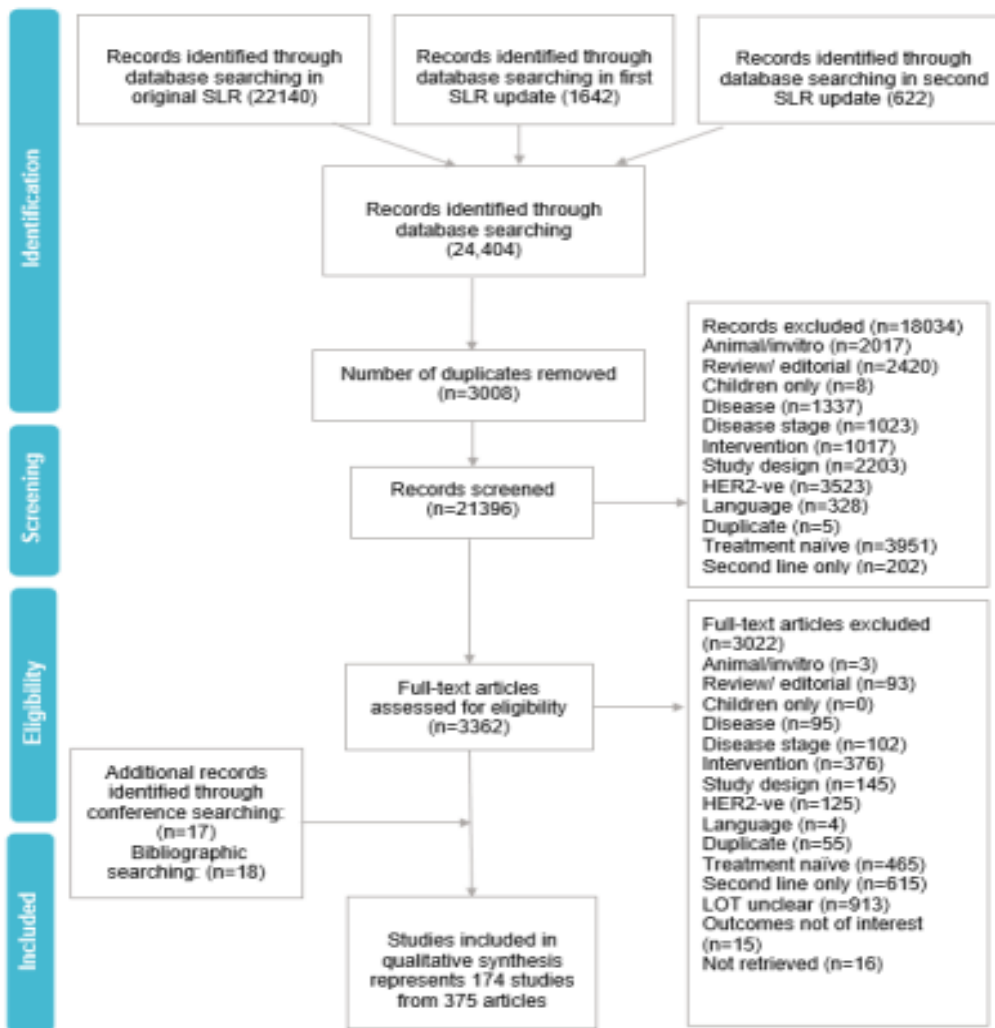 Identification
Records identified through
database searching in
original SLR (22140)
Records identified through
database searching in first
SLR update (1642)
Records identified through
database searching in second
SLR update (622)
Records identified through
database searching
(24,404)
Number of duplicates removed
(n=3008)
Screening
Records screened
(n=21396)
Records excluded (n=18034)
Animal/invitro (n=2017)
Review/ editorial (n=2420)
Children only (n=8)
Disease (n=1337)
Disease stage (n=1023)
Intervention (n=1017)
Study design (n=2203)
HER2-ve (n=3523)
Language (n=328)
Duplicate (n=5)
Treatment naïve (n=3951)
Second line only (n=202)
Eligibility
Full-text articles
assessed for eligibility
(n=3362)
Full-text articles excluded
(n=3022)
Animal/invitro (n=3)
Review/ editorial (n=93)
Children only (n=0)
Disease (n=95)
Disease stage (n=102)
Intervention (n=376)
Study design (n=145)
HER2-ve (n=125)
Language (n=4)
Duplicate (n=55)
Treatment naïve (n=465)
Second line only (n=615)
LOT unclear (n=913)
Outcomes not of interest
(n=15)
Not retrieved (n=16)
Additional records
identified through
conference searching:
(n=17)
Bibliographic
searching: (n=18)
Included
Studies included in
qualitative synthesis
represents 174 studies
from 375 articles